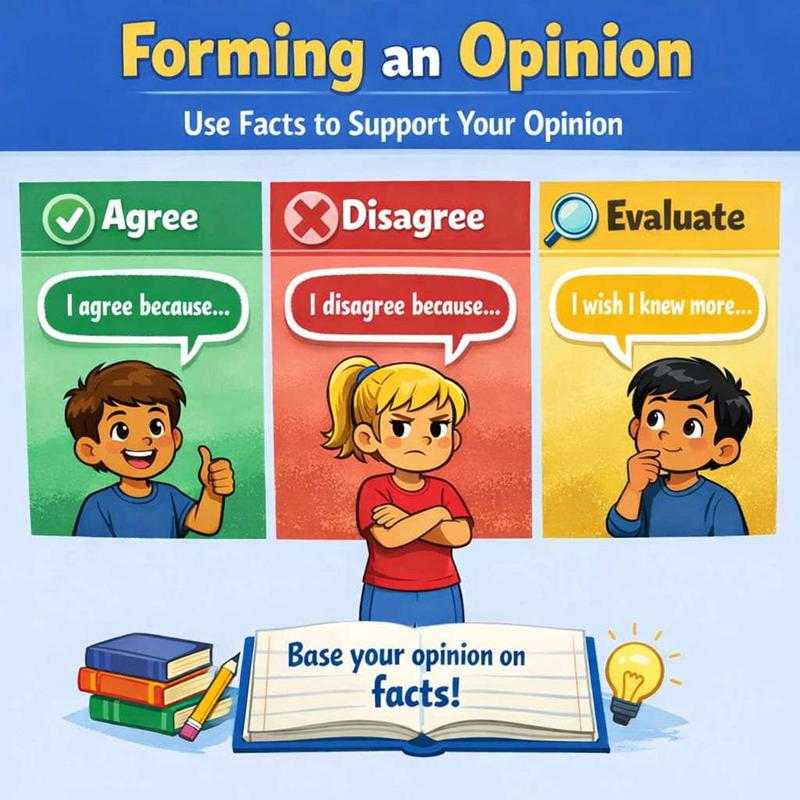 Forming an Opinion
Use Facts to Support Your Opinion
Agree
Disagree
Evaluate
I agree because...
I disagree because...
I wish I knew more...
Base your opinion on
facts!